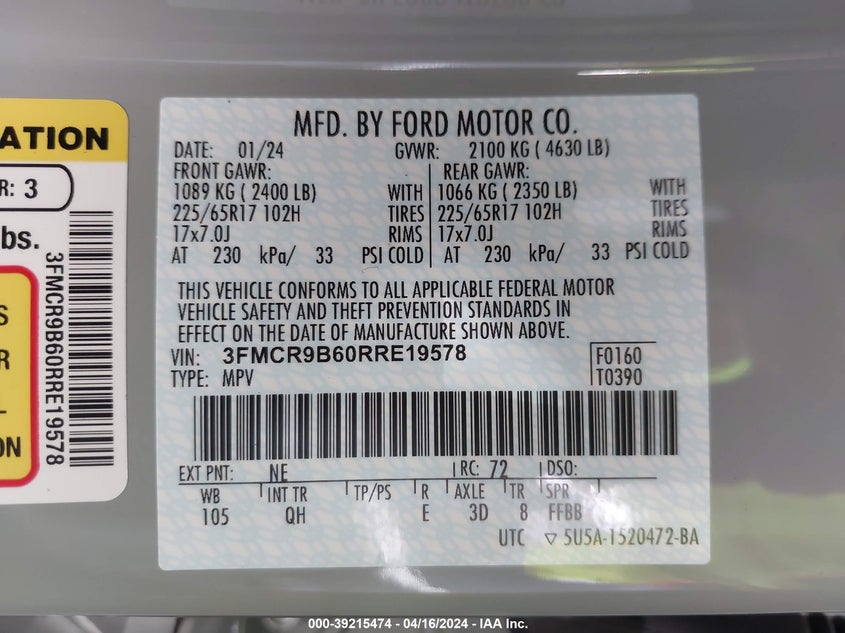 MFD. BY FORD MOTOR CO.
DATE: 01/24 GVWR: 2100 KG ( 4630 LB)
FRONT GAWR: REAR GAWR:
1089 KG ( 2400 LB) WITH 1066 KG ( 2350 LB) WITH
225/65R17 102H TIRES 225/65R17 102H TIRES
17x7.0J RIMS 17x7.0J RIMS
AT 230 kPa/ 33 PSI COLD AT 230 kPa/ 33 PSI COLD
THIS VEHICLE CONFORMS TO ALL APPLICABLE FEDERAL MOTOR
VEHICLE SAFETY AND THEFT PREVENTION STANDARDS IN
EFFECT ON THE DATE OF MANUFACTURE SHOWN ABOVE.
VIN: 3FMCR9B60RRE19578 F0160
TYPE: MPV T0390
EXT PNT: NE RC: 72 DSO:
WB INT TR TP/PS R AXLE TR SPR
105 QH E 3D 8 FFBB
UTC ▽ 5U5A-1520472-BA
ATION
R: 3
bs.
3FMCR9B60RRE19578
S
R
L
ON
000-39215474 - 04/16/2024 - IAA Inc.